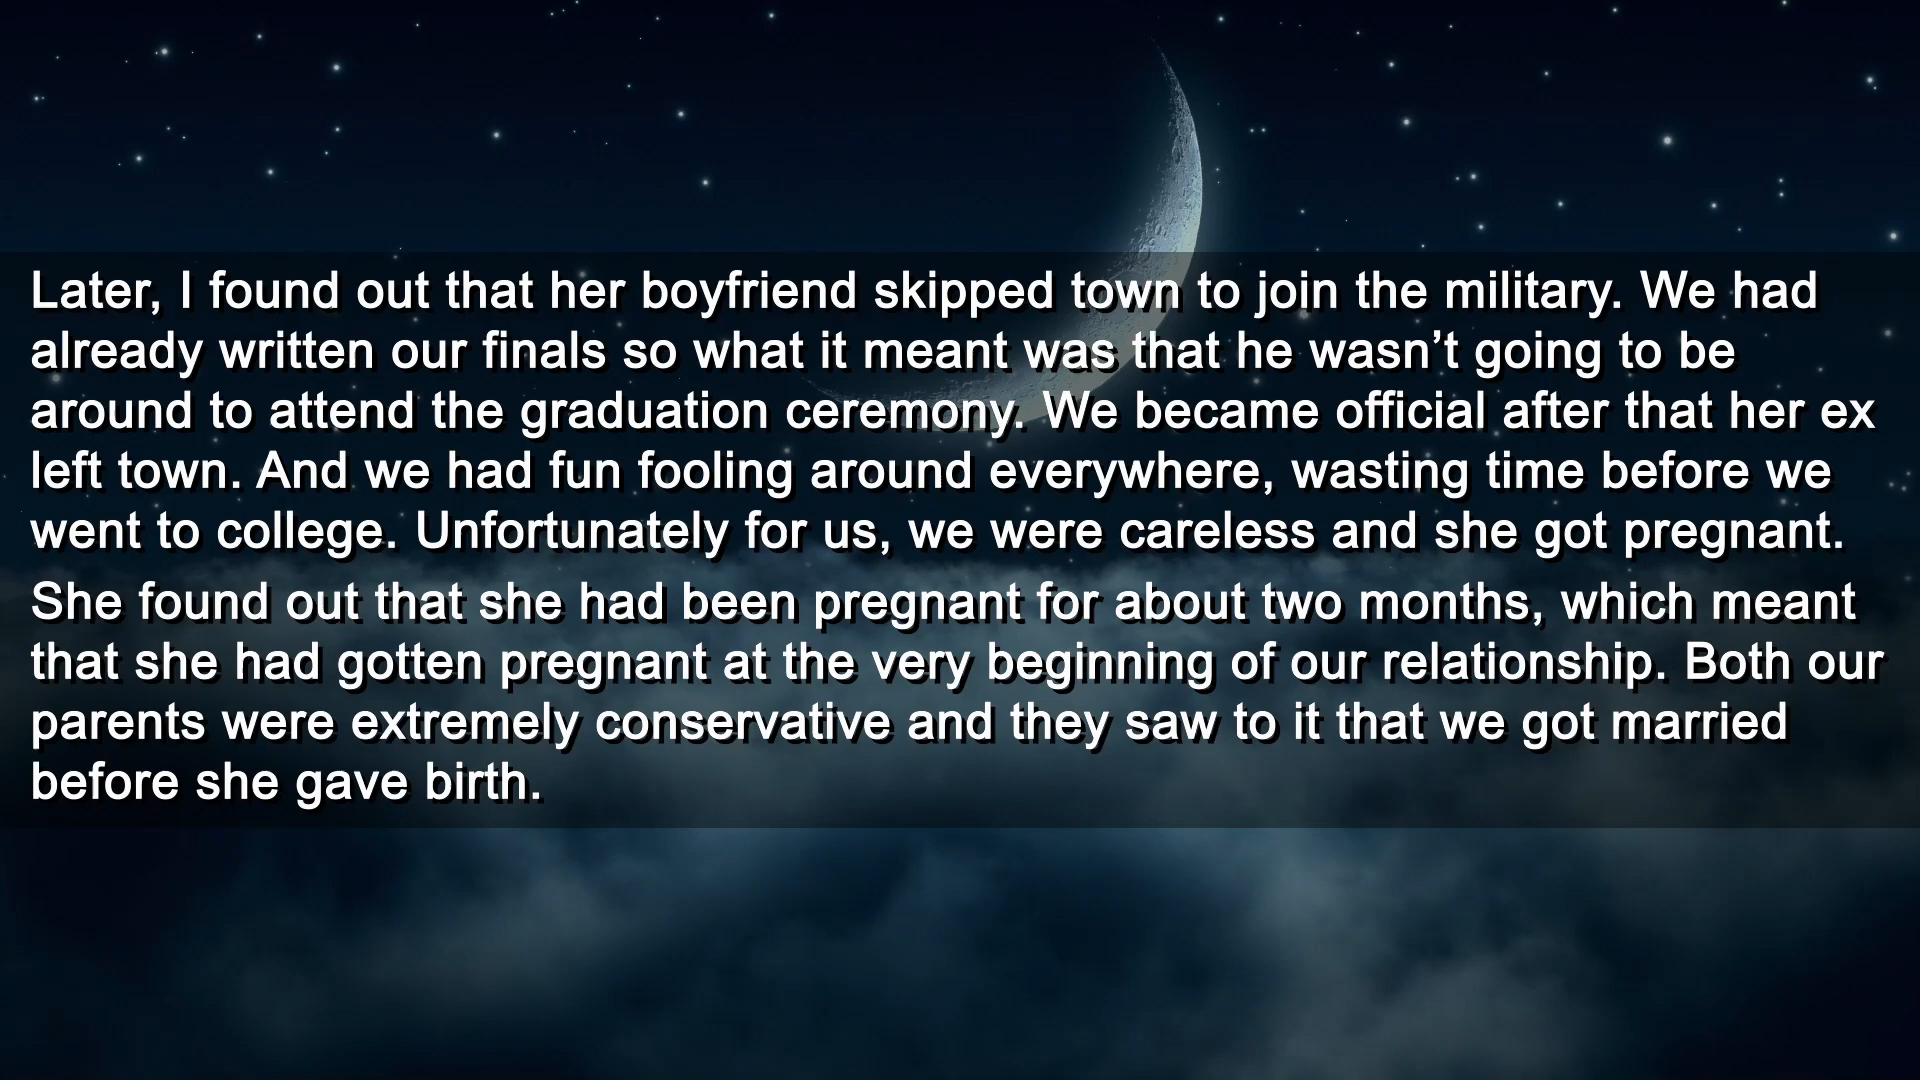 Later, I found out that her boyfriend skipped town to join the military. We had
already written our finals so what it meant was that he wasn’t going to be
around to attend the graduation ceremony. We became official after that her ex
left town. And we had fun fooling around everywhere, wasting time before we
went to college. Unfortunately for us, we were careless and she got pregnant.
She found out that she had been pregnant for about two months, which meant
that she had gotten pregnant at the very beginning of our relationship. Both our
parents were extremely conservative and they saw to it that we got married
before she gave birth.